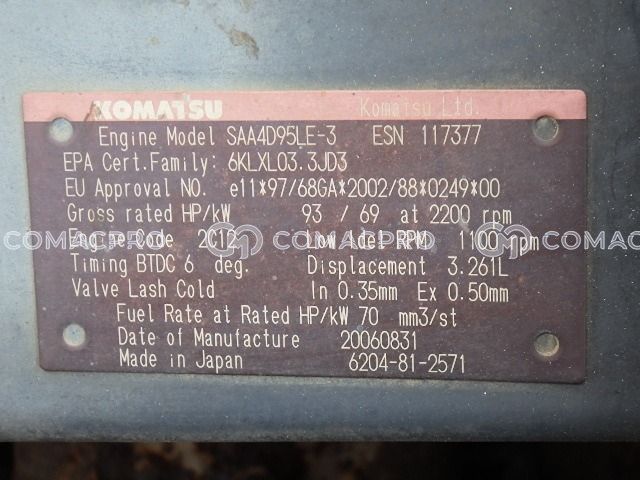 KOMATSU Komatsu Ltd.
Engine Model SAA4D95LE-3 ESN 117377
EPA Cert.Family: 6KLXL03.3JD3
EU Approval NO. e11*97/68GA*2002/88*0249*00
Gross rated HP/kW 93 / 69 at 2200 rpm
Engine Code 2C12 Low Idel RPM 1100 rpm
Timing BTDC 6 deg. Displacement 3.261L
Valve Lash Cold In 0.35mm Ex 0.50mm
Fuel Rate at Rated HP/kW 70 mm3/st
Date of Manufacture 20060831
Made in Japan 6204-81-2571
COMACPRO COMACPRO COMACPRO